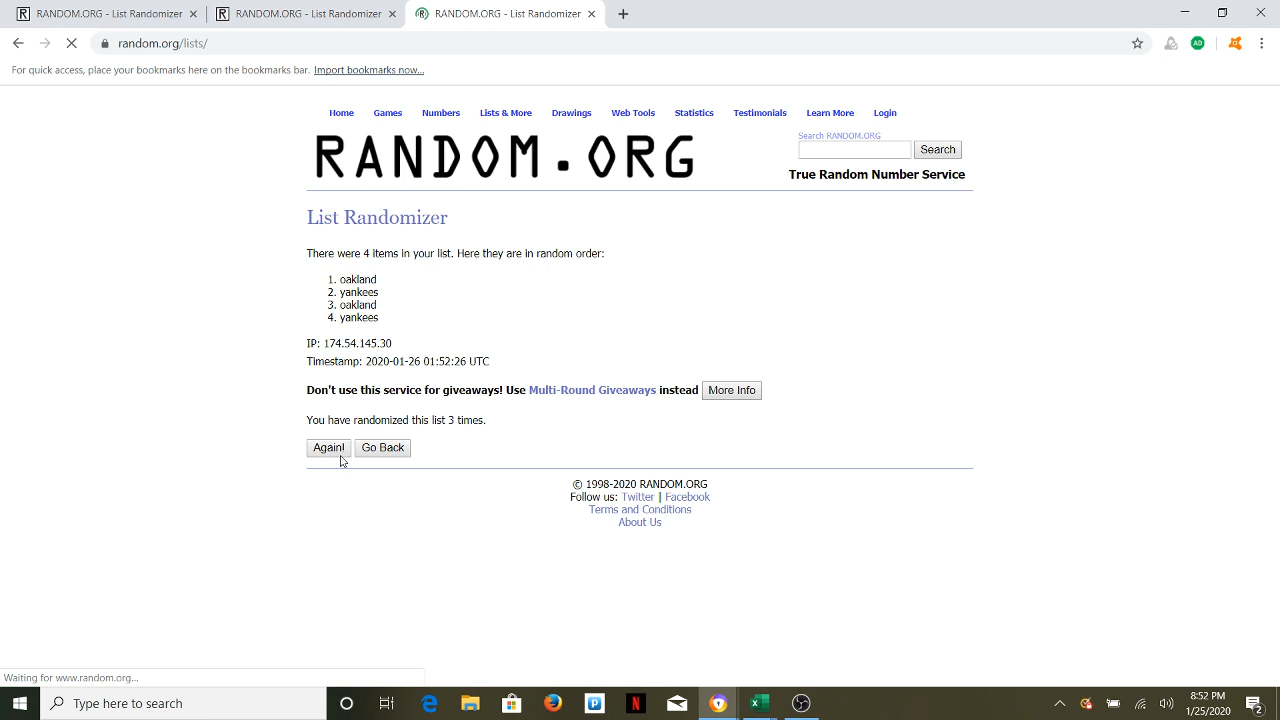 RANDOM.ORG - List Randomizer
RANDOM.ORG - List Randomizer
RANDOM.ORG - List Randomizer
random.org/lists/
AD
For quick access, place your bookmarks here on the bookmarks bar. Import bookmarks now...
Home Games Numbers Lists & More Drawings Web Tools Statistics Testimonials Learn More Login
RANDOM.ORG
Search RANDOM.ORG
Search
True Random Number Service
List Randomizer
There were 4 items in your list. Here they are in random order:
1. oakland
2. yankees
3. oakland
4. yankees
IP: 174.54.145.30
Timestamp: 2020-01-26 01:52:26 UTC
Don't use this service for giveaways! Use Multi-Round Giveaways instead More Info
You have randomized this list 3 times.
Again! Go Back
© 1998-2020 RANDOM.ORG
Follow us: Twitter | Facebook
Terms and Conditions
About Us
Waiting for www.random.org...
Type here to search
8:52 PM
1/25/2020
2